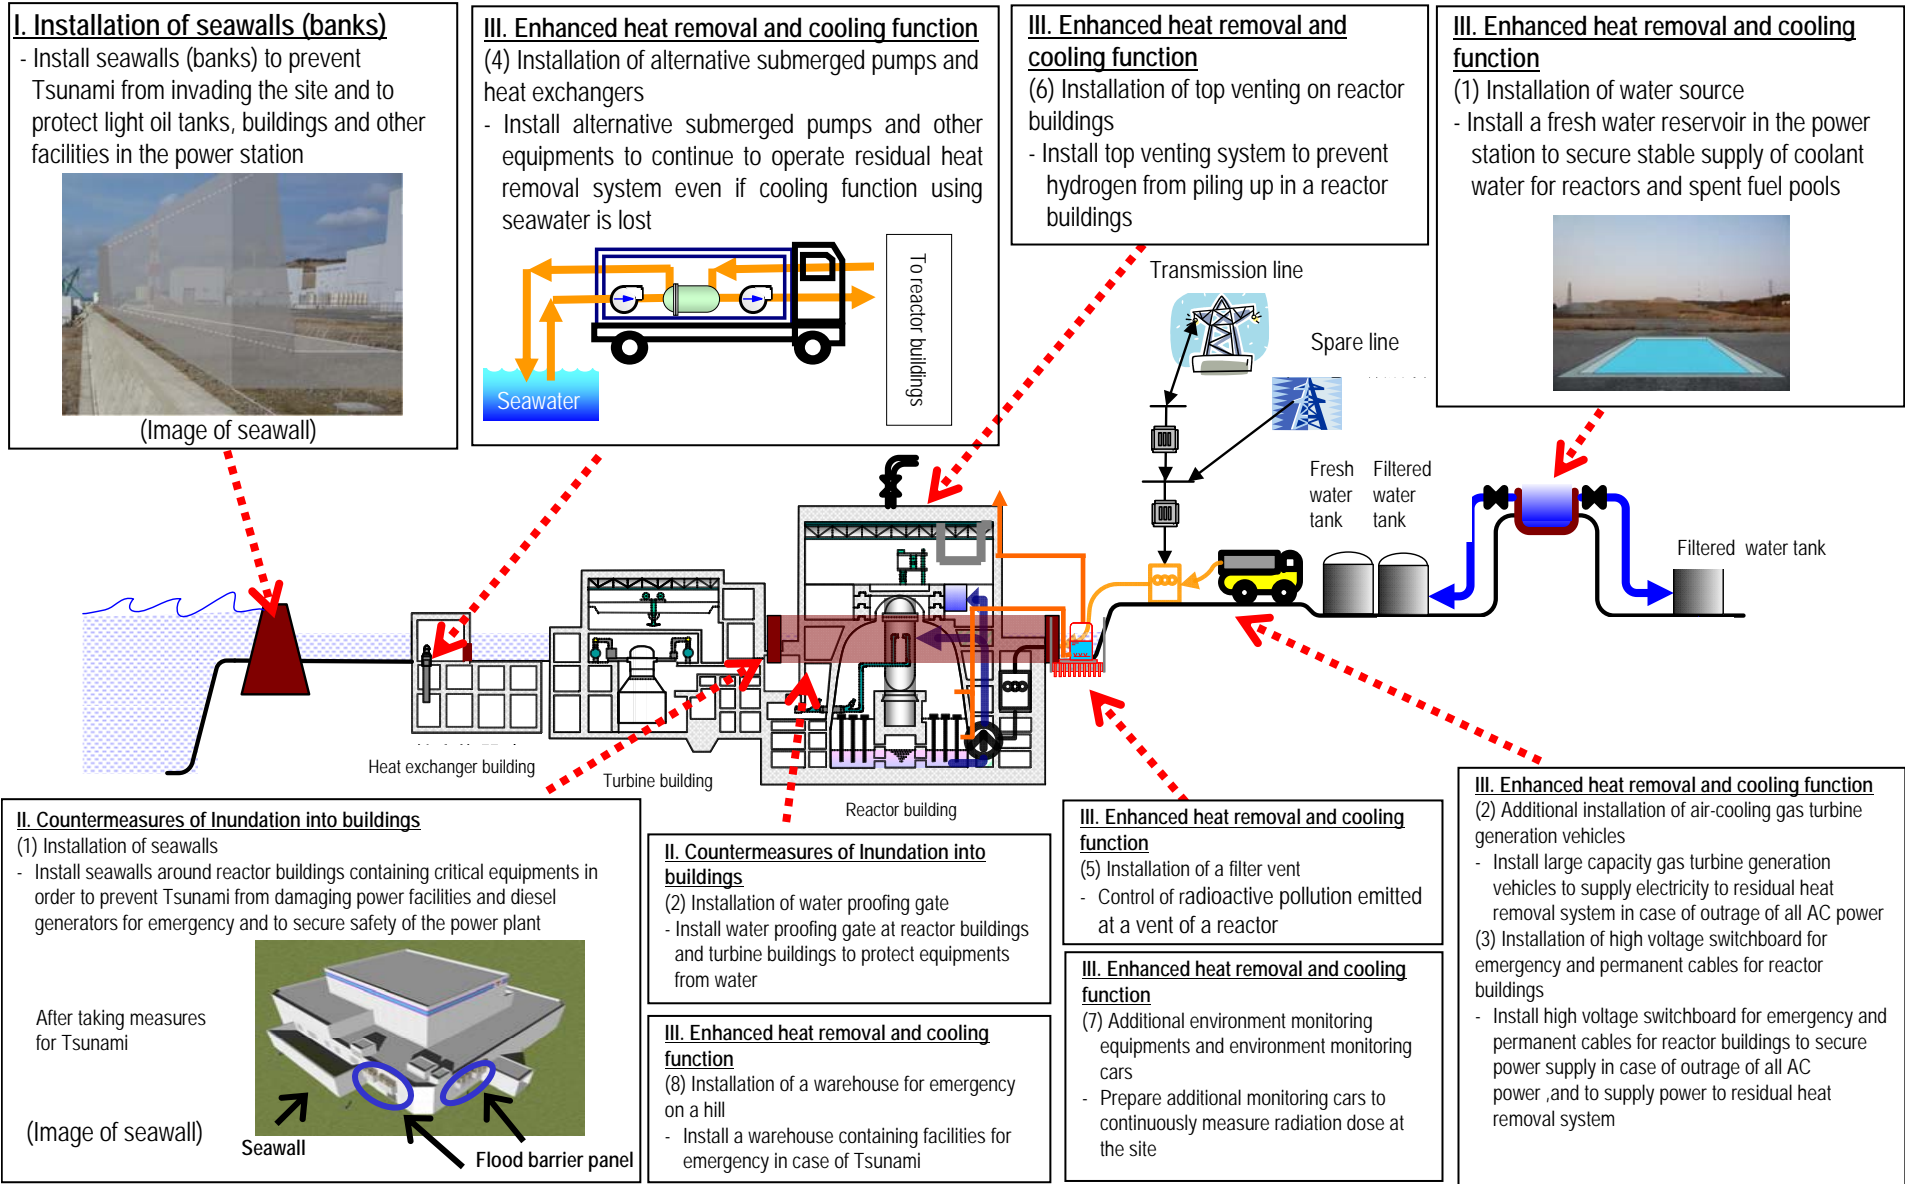 I. Installation of seawalls (banks)
- Install seawalls (banks) to prevent
Tsunami from invading the site and to
protect light oil tanks, buildings and other
facilities in the power station
(Image of seawall)
III. Enhanced heat removal and cooling function
(4) Installation of alternative submerged pumps and
heat exchangers
- Install alternative submerged pumps and other
equipments to continue to operate residual heat
removal system even if cooling function using
seawater is lost
To reactor buildings
Seawater
III. Enhanced heat removal and
cooling function
(6) Installation of top venting on reactor
buildings
- Install top venting system to prevent
hydrogen from piling up in a reactor
buildings
III. Enhanced heat removal and cooling
function
(1) Installation of water source
- Install a fresh water reservoir in the power
station to secure stable supply of coolant
water for reactors and spent fuel pools
Transmission line
Spare line
Fresh
water
tank
Filtered
water
tank
Filtered water tank
Heat exchanger building
Turbine building
Reactor building
II. Countermeasures of Inundation into buildings
(1) Installation of seawalls
- Install seawalls around reactor buildings containing critical equipments in
order to prevent Tsunami from damaging power facilities and diesel
generators for emergency and to secure safety of the power plant
After taking measures
for Tsunami
(Image of seawall)
Seawall
Flood barrier panel
II. Countermeasures of Inundation into
buildings
(2) Installation of water proofing gate
- Install water proofing gate at reactor buildings
and turbine buildings to protect equipments
from water
III. Enhanced heat removal and cooling
function
(8) Installation of a warehouse for emergency
on a hill
- Install a warehouse containing facilities for
emergency in case of Tsunami
III. Enhanced heat removal and cooling
function
(5) Installation of a filter vent
- Control of radioactive pollution emitted
at a vent of a reactor
III. Enhanced heat removal and cooling
function
(7) Additional environment monitoring
equipments and environment monitoring
cars
- Prepare additional monitoring cars to
continuously measure radiation dose at
the site
III. Enhanced heat removal and cooling function
(2) Additional installation of air-cooling gas turbine
generation vehicles
- Install large capacity gas turbine generation
vehicles to supply electricity to residual heat
removal system in case of outrage of all AC power
(3) Installation of high voltage switchboard for
emergency and permanent cables for reactor
buildings
- Install high voltage switchboard for emergency and
permanent cables for reactor buildings to secure
power supply in case of outrage of all AC
power ,and to supply power to residual heat
removal system